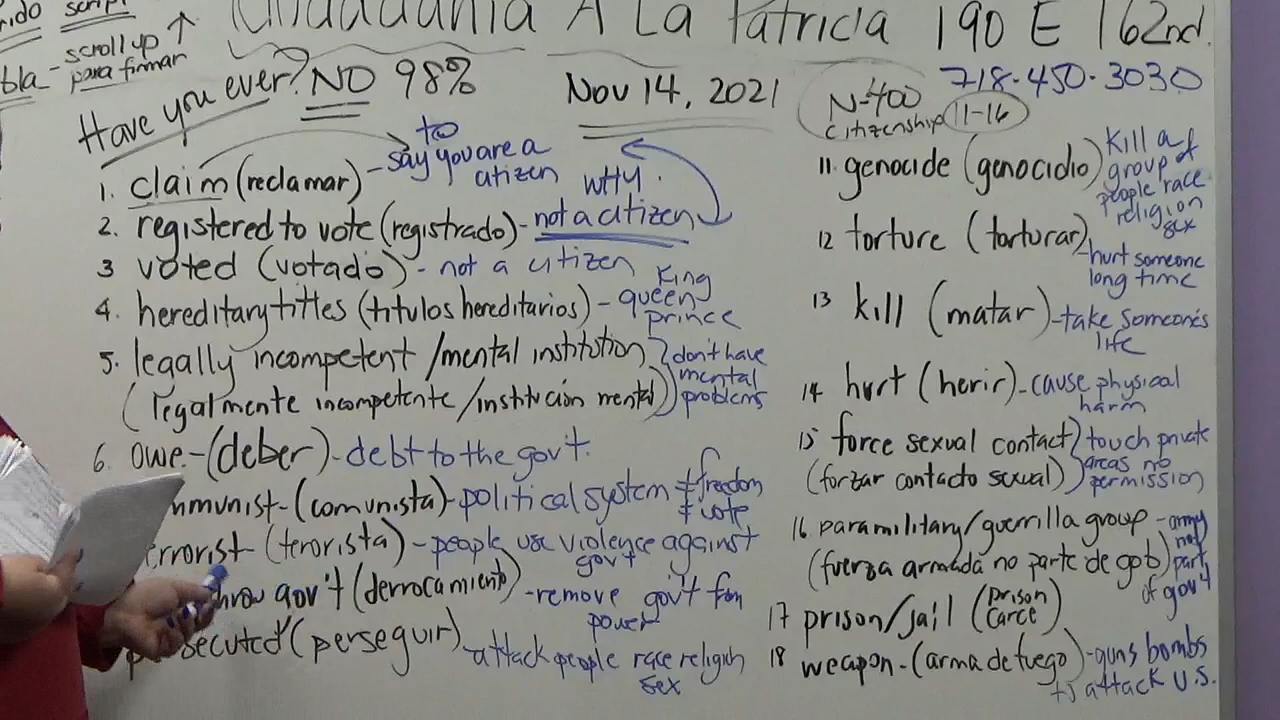 script
Ciudadanía A La Patricia 190 E 162nd.
bla - scroll up ↑
para firmar
718-450-3030
Have you ever? NO 98%
Nov 14, 2021
N-400
citizenship 11-16
1. claim (reclamar) - to say you are a citizen
WHY
2. registered to vote (registrado) - not a citizen
3 voted (votado) - not a citizen
4. hereditary titles (titulos hereditarios) - King queen prince
5. legally incompetent /mental institution
(legalmente incompetente /institución mental)
don't have mental problems
6. owe - (deber) - debt to the gov't.
mmunist - (comunista) - political system ≠ freedom ≠ vote
errorist (terorista) - people use violence against gov't
hrow gov't (derrocamiento) - remove gov't from power
secuted (perseguir) - attack people race religion sex
11. genocide (genocidio) Kill a group of people race religion sex
12 torture (torturar) - hurt someone long time
13 kill (matar) - take someone's life
14 hurt (herir) - cause physical harm
15 force sexual contact
(forzar contacto sexual)
touch private areas no permission
16 paramilitary/guerrilla group - army not part of gov't
(fuerza armada no parte de gob)
17 prison/jail (prison carce)
18 weapon - (arma de fuego) - guns bombs to attack U.S.